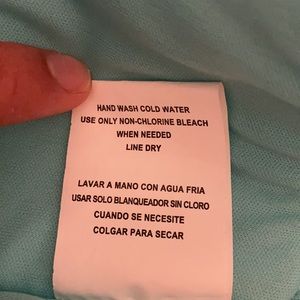 HAND WASH COLD WATER
USE ONLY NON-CHLORINE BLEACH
WHEN NEEDED
LINE DRY
LAVAR A MANO CON AGUA FRIA
USAR SOLO BLANQUEADOR SIN CLORO
CUANDO SE NECESITE
COLGAR PARA SECAR